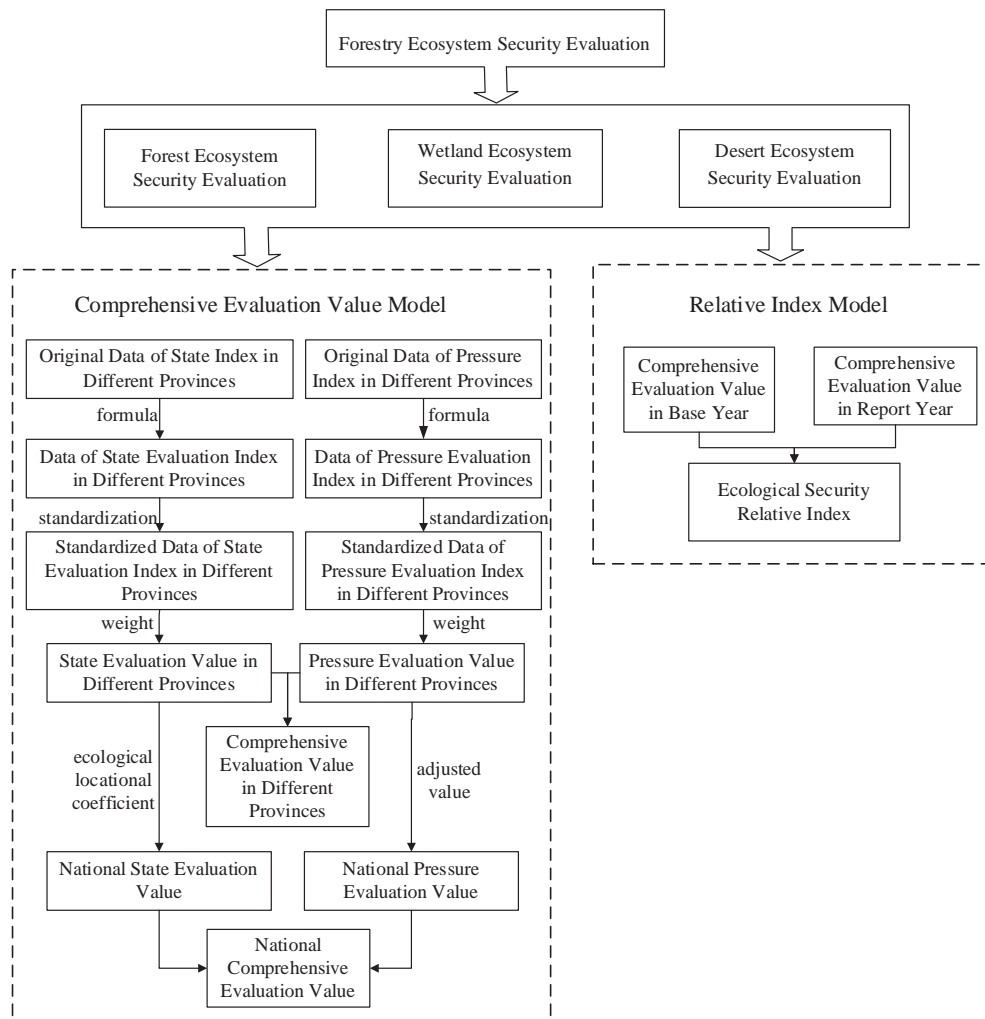 Forestry Ecosystem Security Evaluation
Forest Ecosystem
Security Evaluation
Wetland Ecosystem
Security Evaluation
Desert Ecosystem
Security Evaluation
Comprehensive Evaluation Value Model
Original Data of State Index in
Different Provinces
Original Data of Pressure
Index in Different Provinces
formula
formula
Data of State Evaluation Index
in Different Provinces
Data of Pressure Evaluation
Index in Different Provinces
standardization
standardization
Standardized Data of State
Evaluation Index in Different
Provinces
Standardized Data of
Pressure Evaluation Index
in Different Provinces
weight
weight
State Evaluation Value in
Different Provinces
Pressure Evaluation Value
in Different Provinces
Comprehensive
Evaluation Value
in Different
Provinces
ecological
locational
coefficient
adjusted
value
National State Evaluation
Value
National Pressure
Evaluation Value
National
Comprehensive
Evaluation Value
Relative Index Model
Comprehensive
Evaluation Value
in Base Year
Comprehensive
Evaluation Value
in Report Year
Ecological Security
Relative Index